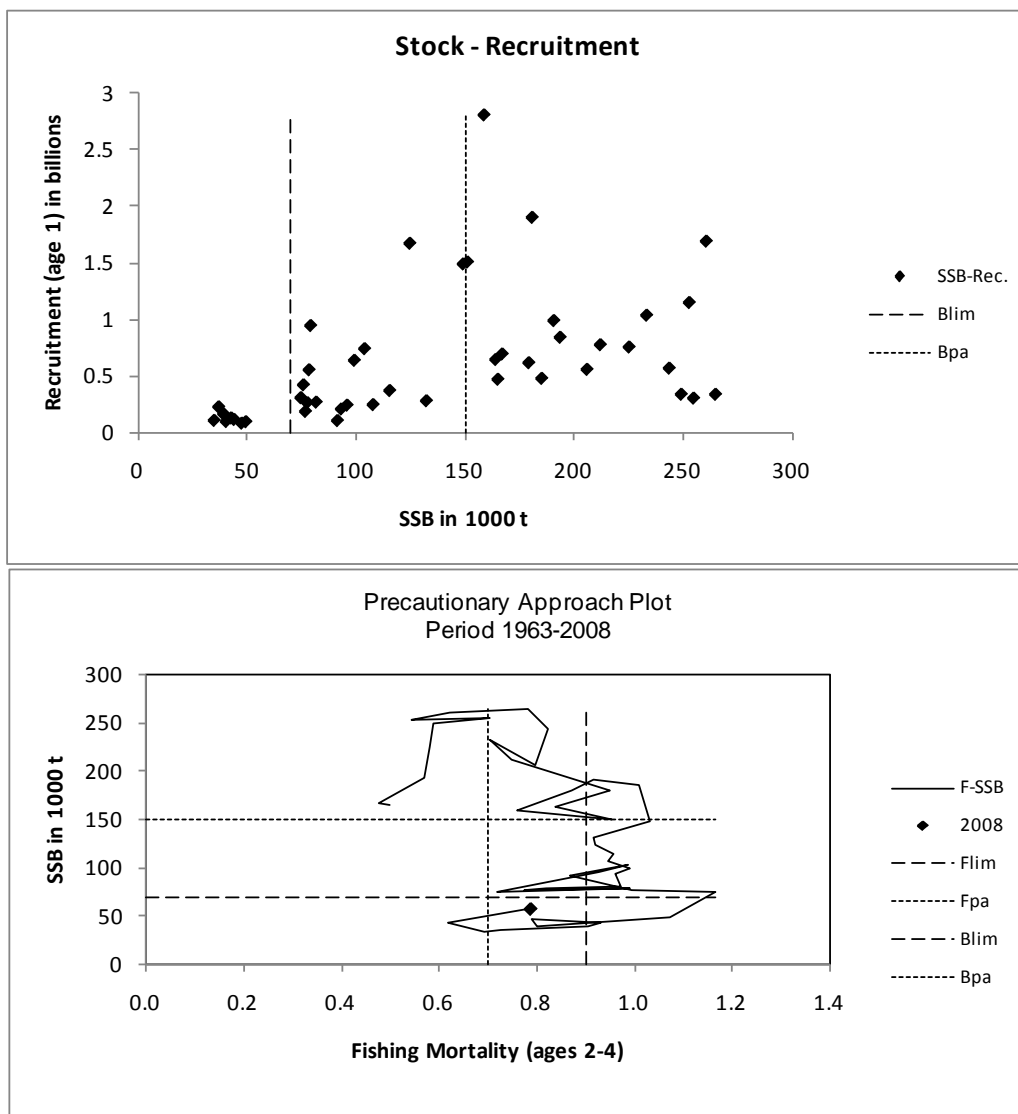 Stock - Recruitment
3
2.5
2
1.5
1
0.5
0
Recruitment (age 1) in billions
0 50 100 150 200 250 300
SSB in 1000 t
SSB-Rec.
Blim
Bpa
Precautionary Approach Plot
Period 1963-2008
300
250
200
150
100
50
0
SSB in 1000 t
0.0 0.2 0.4 0.6 0.8 1.0 1.2 1.4
Fishing Mortality (ages 2-4)
F-SSB
2008
Flim
Fpa
Blim
Bpa